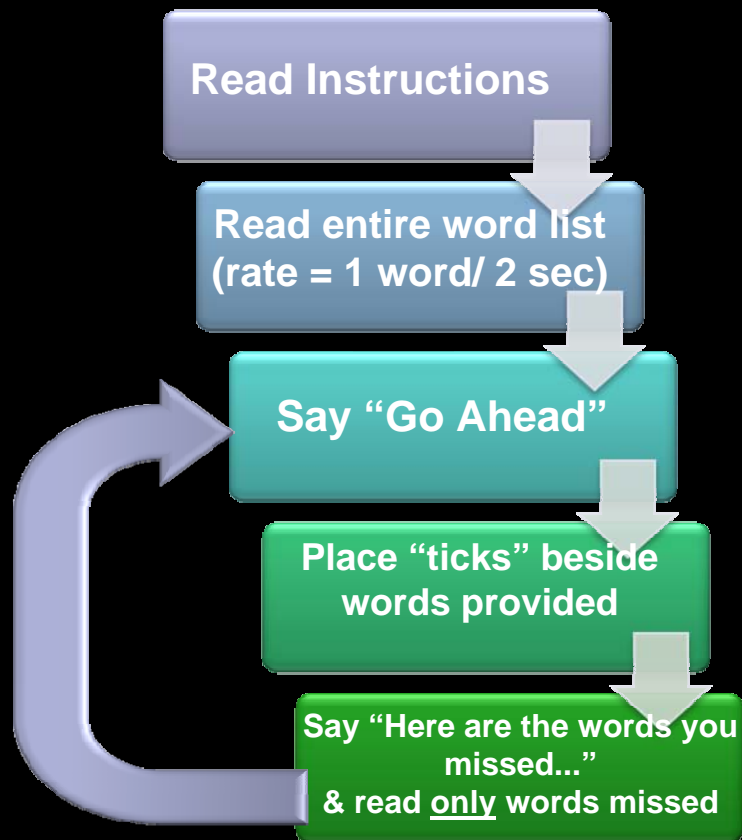 Read Instructions
Read entire word list
(rate = 1 word/ 2 sec)
Say “Go Ahead”
Place “ticks” beside
words provided
Say “Here are the words you
missed...”
& read only words missed